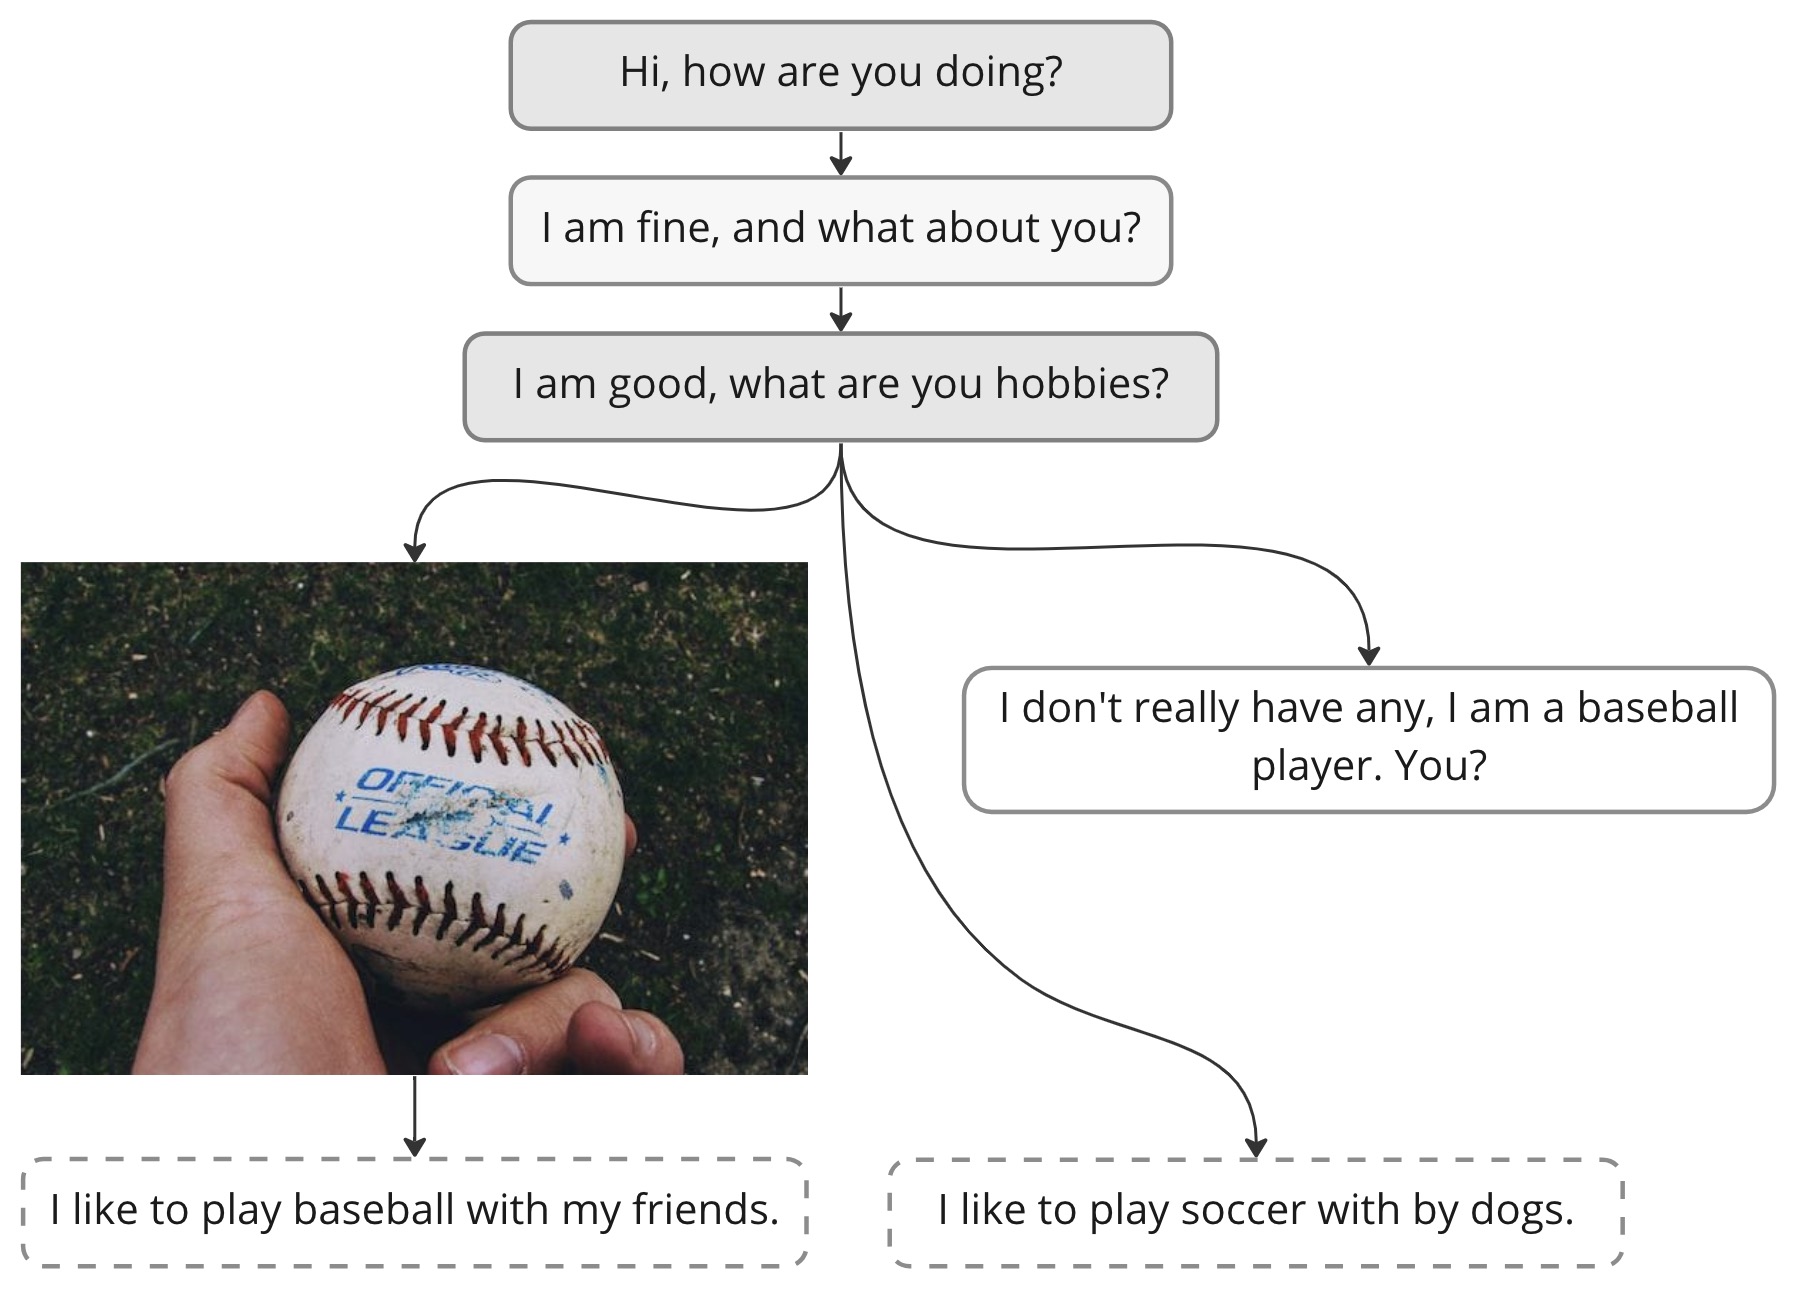 Hi, how are you doing?
I am fine, and what about you?
I am good, what are you hobbies?
OFFICIAL
LEAGUE
I don't really have any, I am a baseball
player. You?
I like to play baseball with my friends.
I like to play soccer with by dogs.